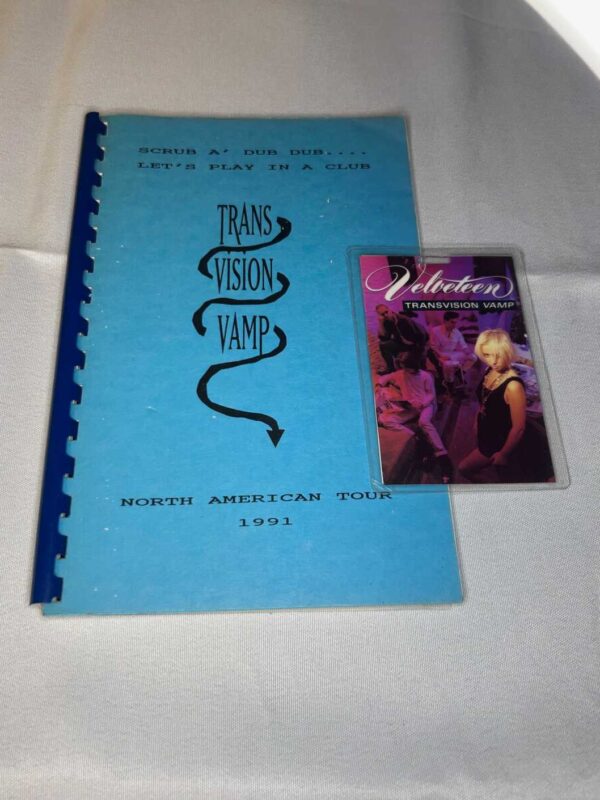 SCRUB A' DUB DUB....
LET'S PLAY IN A CLUB
TRANS
VISION
VAMP
NORTH AMERICAN TOUR
1991
Velveteen
TRANSVISION VAMP